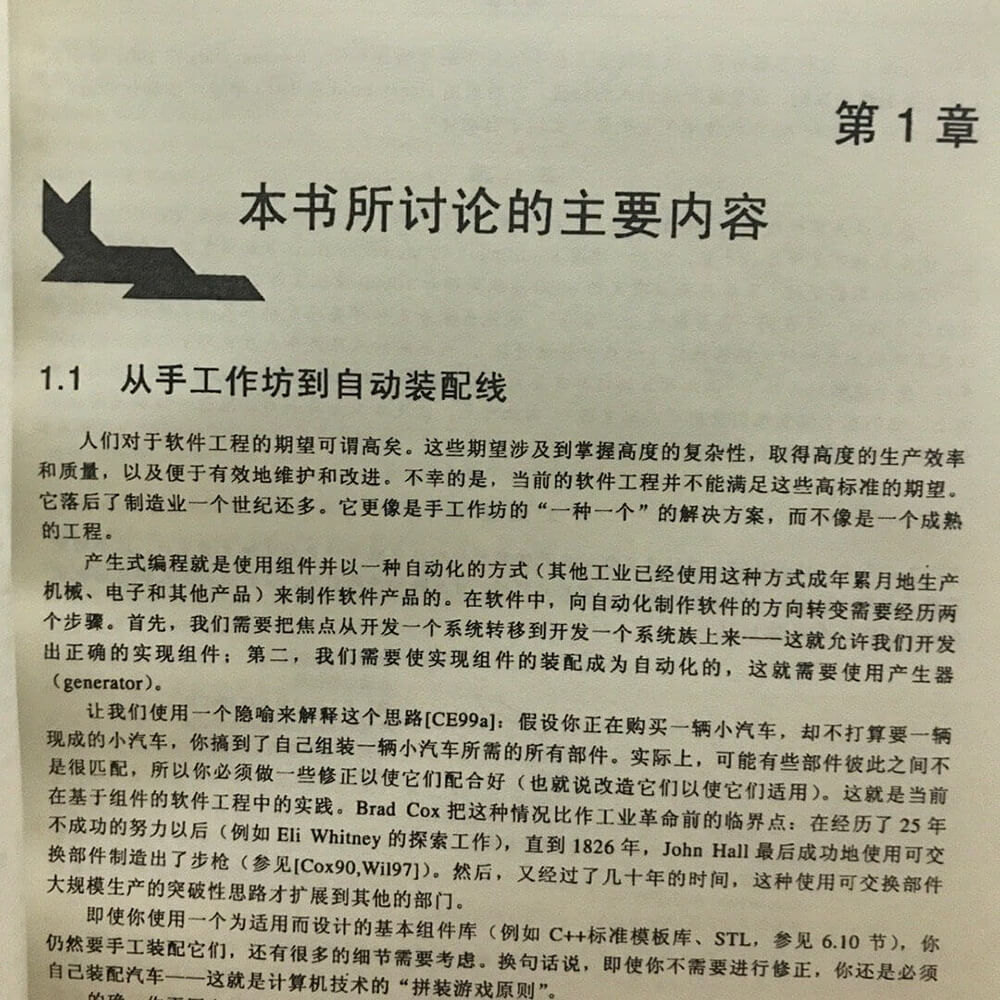 第 1 章
本书所讨论的主要内容
1.1 从手工作坊到自动装配线
人们对于软件工程的期望可谓高矣。这些期望涉及到掌握高度的复杂性，取得高度的生产效率
和质量，以及便于有效地维护和改进。不幸的是，当前的软件工程并不能满足这些高标准的期望。
它落后了制造业一个世纪还多。它更像是手工作坊的“一种一个”的解决方案，而不像是一个成熟
的工程。
产生式编程就是使用组件并以一种自动化的方式（其他工业已经使用这种方式成年累月地生产
机械、电子和其他产品）来制作软件产品的。在软件中，向自动化制作软件的方向转变需要经历两
个步骤。首先，我们需要把焦点从开发一个系统转移到开发一个系统族上来——这就允许我们开发
出正确的实现组件；第二，我们需要使实现组件的装配成为自动化的，这就需要使用产生器
（generator）。
让我们使用一个隐喻来解释这个思路[CE99a]：假设你正在购买一辆小汽车，却不打算要一辆
现成的小汽车，你搞到了自己组装一辆小汽车所需的所有部件。实际上，可能有些部件彼此之间不
是很匹配，所以你必须做一些修正以使它们配合好（也就说改造它们以使它们适用）。这就是当前
在基于组件的软件工程中的实践。Brad Cox 把这种情况比作工业革命前的临界点：在经历了 25 年
不成功的努力以后（例如 Eli Whitney 的探索工作），直到 1826 年，John Hall 最后成功地使用可交
换部件制造出了步枪（参见[Cox90,Wil97]）。然后，又经过了几十年的时间，这种使用可交换部件
大规模生产的突破性思路才扩展到其他的部门。
即使你使用一个为适用而设计的基本组件库（例如 C++标准模板库、STL，参见 6.10 节），你
仍然要手工装配它们，还有很多的细节需要考虑。换句话说，即使你不需要进行修正，你还是必须
自己装配汽车——这就是计算机技术的“拼装游戏原则”。